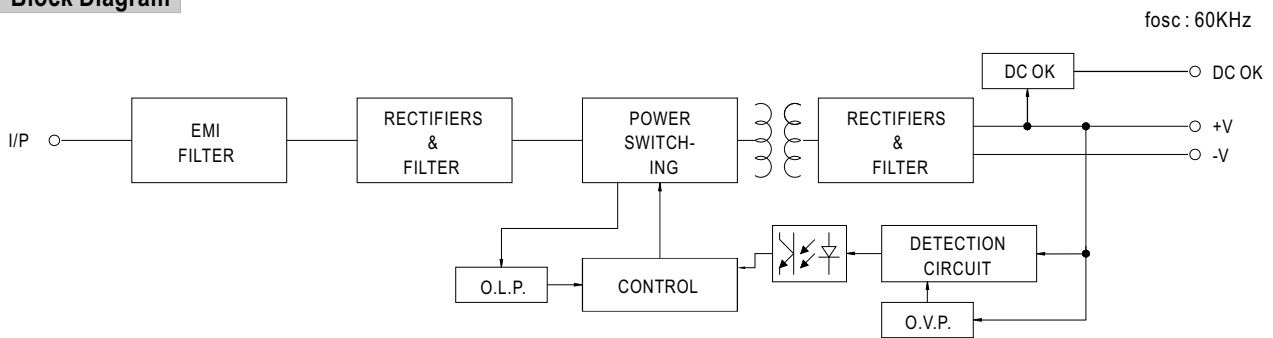 Block Diagram
fosc : 60KHz
I/P
EMI
FILTER
RECTIFIERS
&
FILTER
POWER
SWITCH-
ING
RECTIFIERS
&
FILTER
DC OK
DC OK
+V
-V
O.L.P.
CONTROL
DETECTION
CIRCUIT
O.V.P.